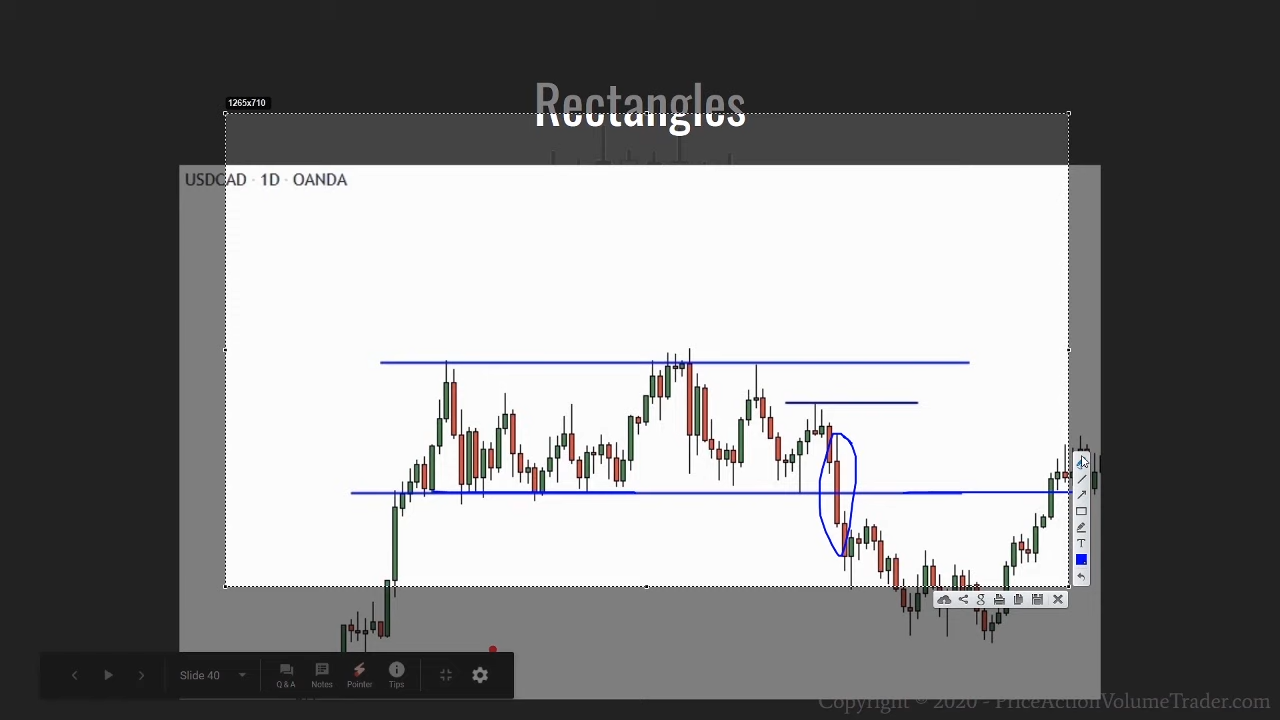 Rectangles
1265x710
USDCAD · 1D · OANDA
T
g
Slide 40
Q & A
Notes
Pointer
Tips
Copyright © 2020 - PriceActionVolumeTrader.com